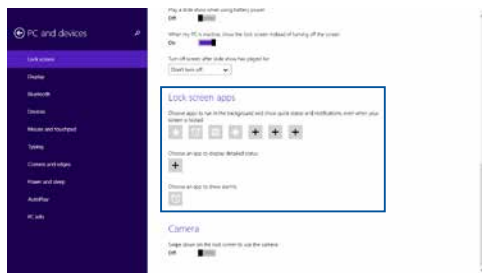 PC and devices
Lock screen
Display
Bluetooth
Devices
Mouse and touchpad
Typing
Corners and edges
Power and sleep
AutoPlay
PC info
Play a slide show when using battery power
Off
When my PC is inactive, show the lock screen instead of turning off the screen
On
Turn off screen after slide show has played for
Don't turn off
Lock screen apps
Choose apps to run in the background and show quick status and notifications, even when your
screen is locked
Choose an app to display detailed status
Choose an app to show alarms
Camera
Swipe down on the lock screen to use the camera
Off